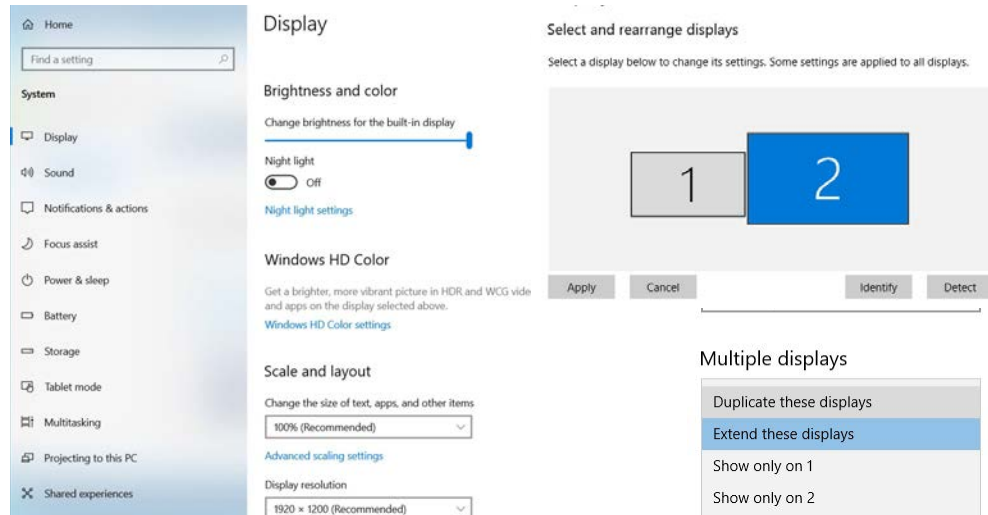 Home
Find a setting
System
Display
Sound
Notifications & actions
Focus assist
Power & sleep
Battery
Storage
Tablet mode
Multitasking
Projecting to this PC
Shared experiences
Display
Brightness and color
Change brightness for the built-in display
Night light
Off
Night light settings
Windows HD Color
Get a brighter, more vibrant picture in HDR and WCG vide
and apps on the display selected above.
Windows HD Color settings
Scale and layout
Change the size of text, apps, and other items
100% (Recommended)
Advanced scaling settings
Display resolution
1920 × 1200 (Recommended)
Select and rearrange displays
Select a display below to change its settings. Some settings are applied to all displays.
1 2
Apply Cancel Identify Detect
Multiple displays
Duplicate these displays
Extend these displays
Show only on 1
Show only on 2